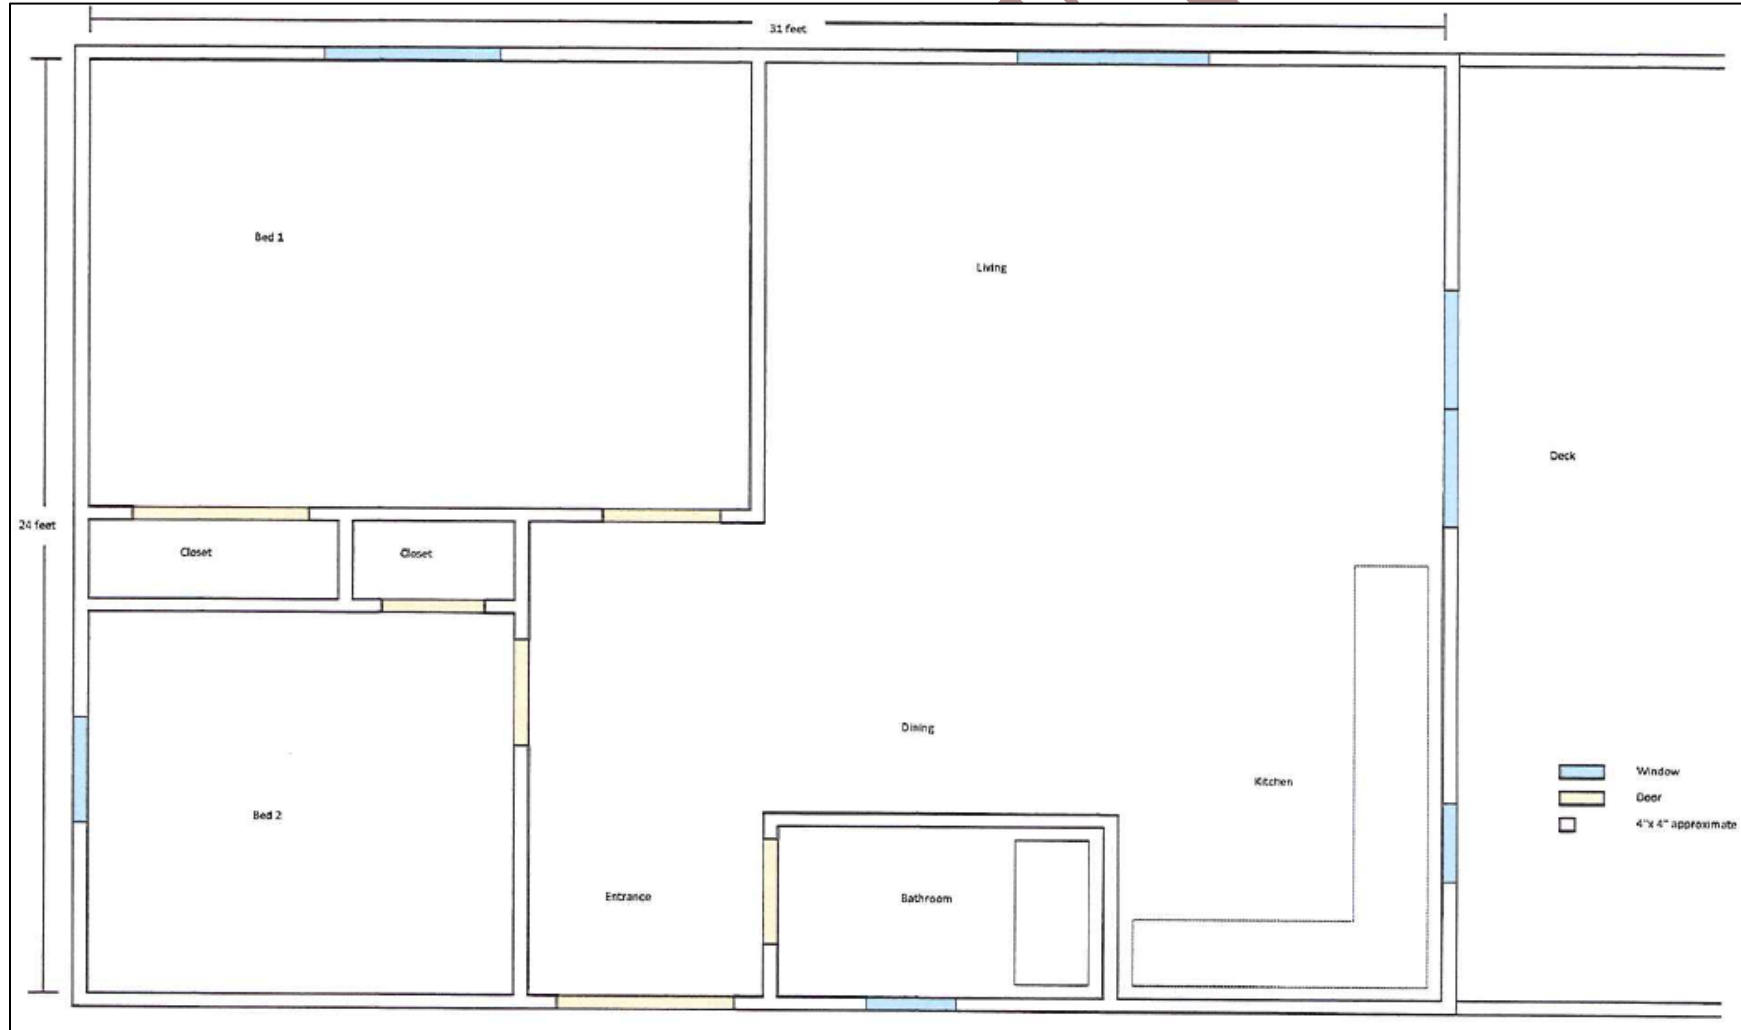 31 feet
Bed 1
Living
Deck
24 feet
Closet
Closet
Dining
Kitchen
Window
Door
4"x 4" approximate
Bed 2
Entrance
Bathroom